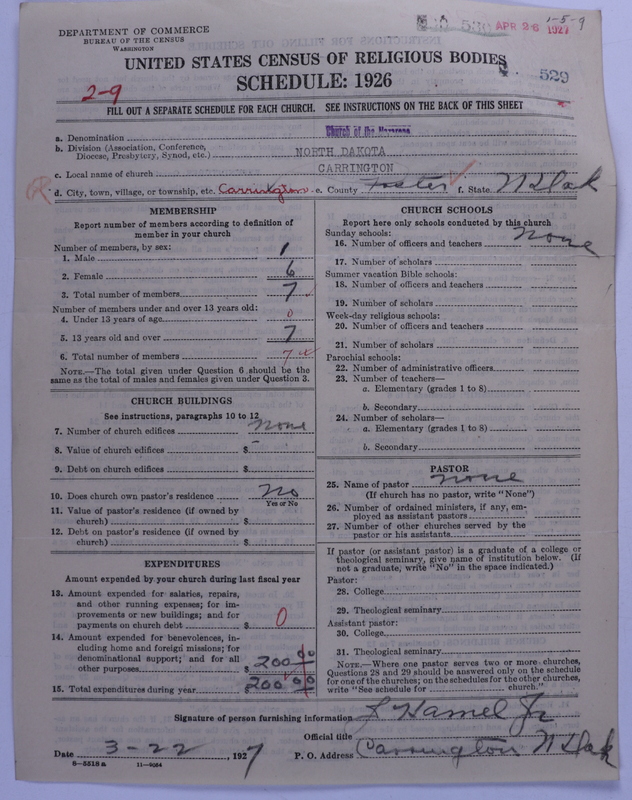 DEPARTMENT OF COMMERCE
BUREAU OF THE CENSUS
WASHINGTON
APR 26 1927
1-5-9
UNITED STATES CENSUS OF RELIGIOUS BODIES
SCHEDULE: 1926
529
2-9
FILL OUT A SEPARATE SCHEDULE FOR EACH CHURCH. SEE INSTRUCTIONS ON THE BACK OF THIS SHEET
a. Denomination Church of the Nazarene
b. Division (Association, Conference, Diocese, Presbytery, Synod, etc.) NORTH DAKOTA
c. Local name of church CARRINGTON
d. City, town, village, or township, etc. Carrington e. County Foster f. State N Dak
MEMBERSHIP
Report number of members according to definition of
member in your church
Number of members, by sex:
1. Male 1
2. Female 6
3. Total number of members 7
Number of members under and over 13 years old:
4. Under 13 years of age 0
5. 13 years old and over 7
6. Total number of members 7
NOTE.—The total given under Question 6 should be
same as the total of males and females given under Question 3.
CHURCH BUILDINGS
See instructions, paragraphs 10 to 12
7. Number of church edifices None
8. Value of church edifices $ –
9. Debt on church edifices $
10. Does church own pastor's residence No
Yes or No
11. Value of pastor's residence (if owned by
church) $
12. Debt on pastor's residence (if owned by
church) $
EXPENDITURES
Amount expended by your church during last fiscal year
13. Amount expended for salaries, repairs,
and other running expenses; for im-
provements or new buildings; and for
payments on church debt $ 0
14. Amount expended for benevolences, in-
cluding home and foreign missions; for
denominational support; and for all
other purposes $ 200 00
15. Total expenditures during year $ 200 00
CHURCH SCHOOLS
Report here only schools conducted by this church
Sunday schools:
16. Number of officers and teachers None
17. Number of scholars
Summer vacation Bible schools:
18. Number of officers and teachers
19. Number of scholars
Week-day religious schools:
20. Number of officers and teachers
21. Number of scholars
Parochial schools:
22. Number of administrative officers
23. Number of teachers—
a. Elementary (grades 1 to 8)
b. Secondary
24. Number of scholars—
a. Elementary (grades 1 to 8)
b. Secondary
PASTOR
25. Name of pastor none
(If church has no pastor, write "None")
26. Number of ordained ministers, if any, em-
ployed as assistant pastors
27. Number of other churches served by the
pastor or his assistants
If pastor (or assistant pastor) is a graduate of a college or
theological seminary, give name of institution below. (If
not a graduate, write "No" in the space indicated.)
Pastor:
28. College
29. Theological seminary
Assistant pastor:
30. College
31. Theological seminary
NOTE.—Where one pastor serves two or more churches,
Questions 28 and 29 should be answered only on the schedule
for one of the churches; on the schedules for the other churches,
write "See schedule for church."
Signature of person furnishing information J Hamel Jr
Official title
Date 3-22 , 1927 P. O. Address Carrington N Dak
8—5518 a 11—9064